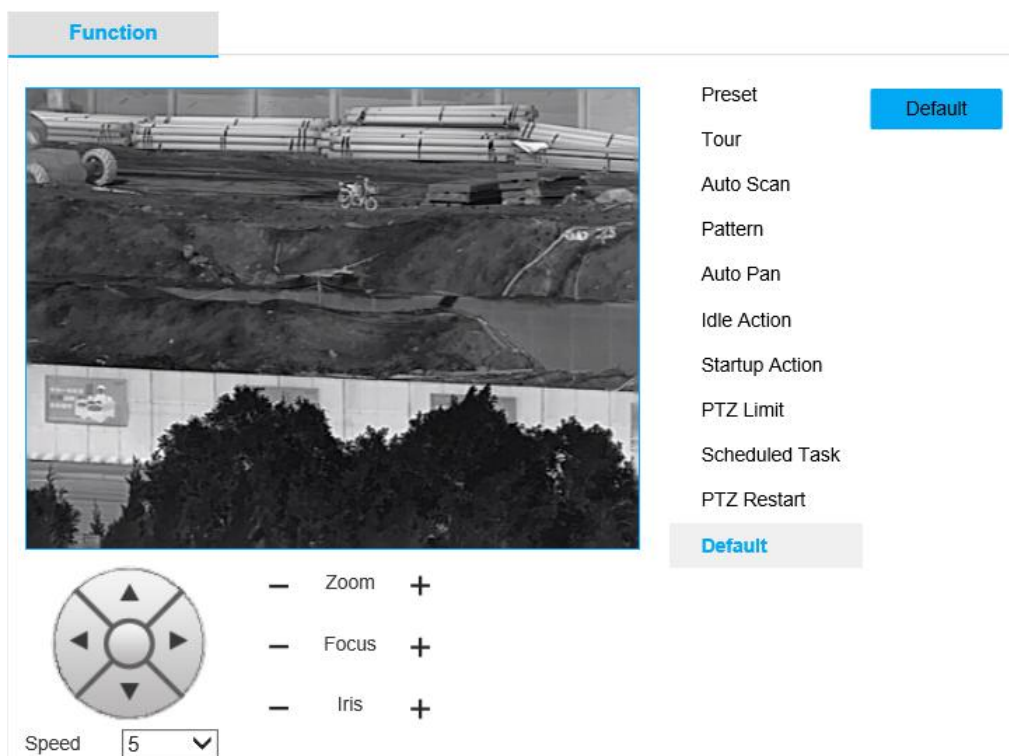 Function
Preset
Default
Tour
Auto Scan
Pattern
Auto Pan
Idle Action
Startup Action
PTZ Limit
Scheduled Task
PTZ Restart
Default
Zoom
Focus
Iris
Speed 5